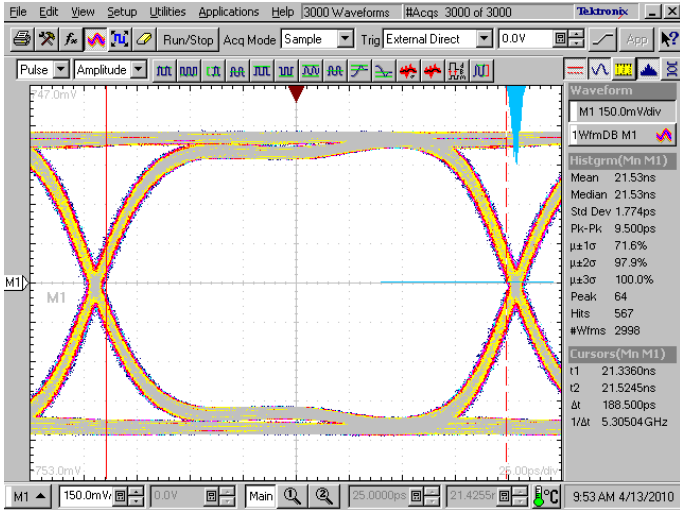 File Edit View Setup Utilities Applications Help 3000 Waveforms #Acqs 3000 of 3000 Tektronix
Run/Stop Acq Mode Sample Trig External Direct 0.0V App
Pulse Amplitude
747.0mV
Waveform
M1 150.0mV/div
1WfmDB M1
Histgrm(Mn M1)
Mean 21.53ns
Median 21.53ns
Std Dev 1.774ps
Pk-Pk 9.500ps
µ±1σ 71.6%
µ±2σ 97.9%
µ±3σ 100.0%
Peak 64
Hits 567
#Wfms 2998
M1
M1
Cursors(Mn M1)
t1 21.3360ns
t2 21.5245ns
Δt 188.500ps
1/Δt 5.30504GHz
753.0mV
25.00ps/div
M1 150.0mV/ 0.0V Main 1 2 25.0000ps 21.4255r °C 9:53 AM 4/13/2010